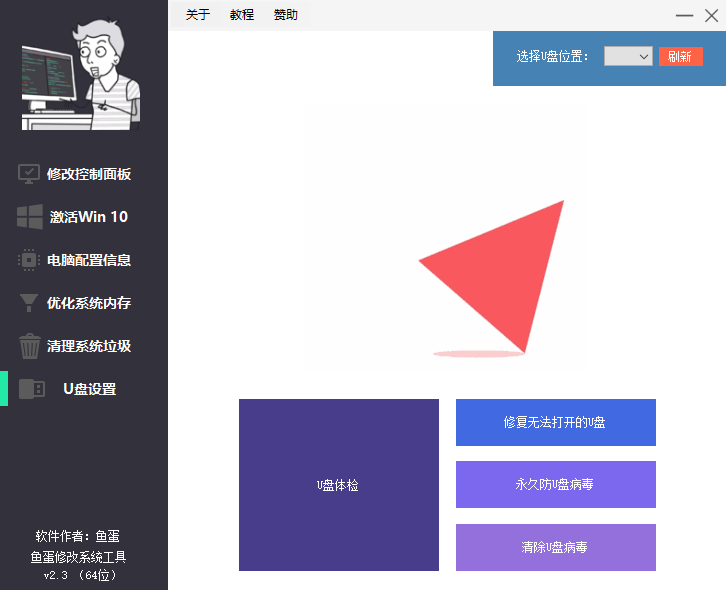 关于 教程 赞助
选择U盘位置： 刷新
修改控制面板
激活Win 10
电脑配置信息
优化系统内存
清理系统垃圾
U盘设置
U盘体检
修复无法打开的U盘
永久防U盘病毒
清除U盘病毒
软件作者：鱼蛋
鱼蛋修改系统工具
v2.3 （64位）